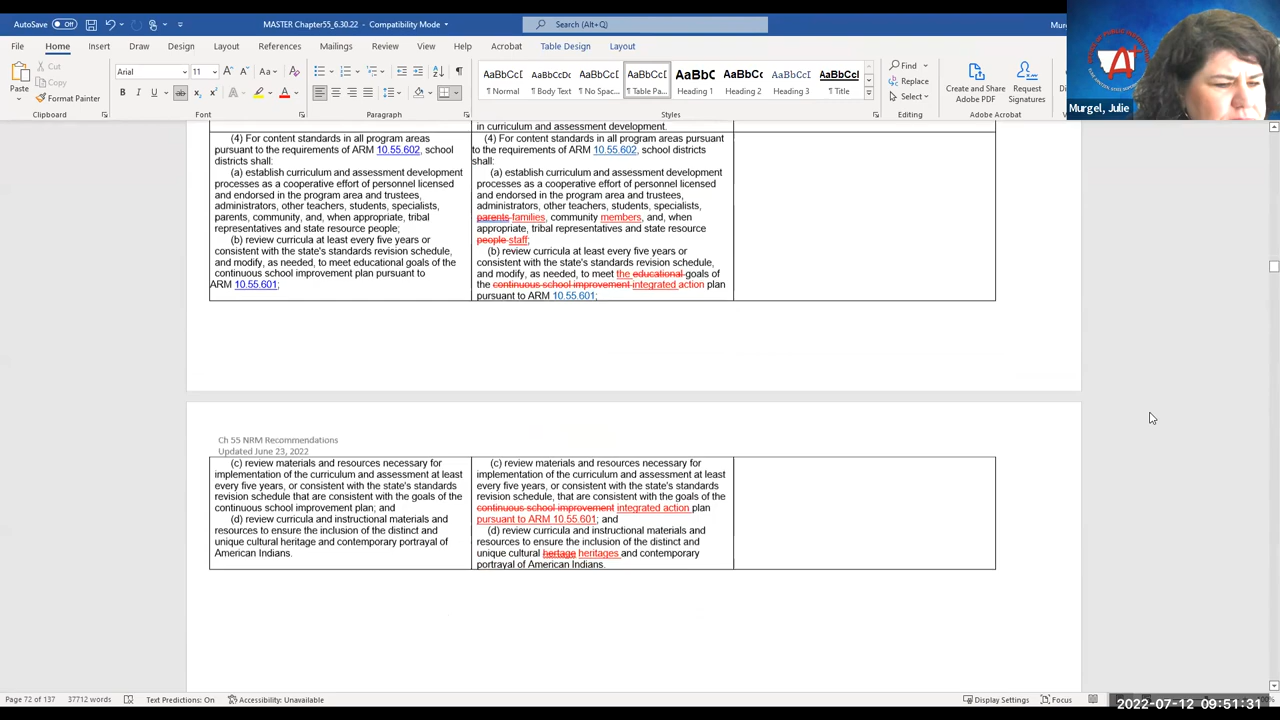 AutoSave Off
MASTER Chapter55_6.30.22 - Compatibility Mode
Search (Alt+Q)
File Home Insert Draw Design Layout References Mailings Review View Help Acrobat Table Design Layout
Paste
Cut
Copy
Format Painter
Clipboard
Arial 11
Font
Paragraph
AaBbCcI AaBbCcDc AaBbCcI AaBbCcI AaBbC AaBbCc AaBbCcI AaBbCcI
¶ Normal ¶ Body Text ¶ No Spac... ¶ Table Pa... Heading 1 ¶ Heading 2 ¶ Heading 3 ¶ Title
Styles
Find
Replace
Select
Editing
Create and Share Adobe PDF
Request Signatures
Adobe Acrobat
Murgel, Julie
in curriculum and assessment development.
(4) For content standards in all program areas
pursuant to the requirements of ARM 10.55.602, school
districts shall:
(a) establish curriculum and assessment development
processes as a cooperative effort of personnel licensed
and endorsed in the program area and trustees,
administrators, other teachers, students, specialists,
parents, community, and, when appropriate, tribal
representatives and state resource people;
(b) review curricula at least every five years or
consistent with the state's standards revision schedule,
and modify, as needed, to meet educational goals of the
continuous school improvement plan pursuant to
ARM 10.55.601;
(4) For content standards in all program areas pursuant
to the requirements of ARM 10.55.602, school districts
shall:
(a) establish curriculum and assessment development
processes as a cooperative effort of personnel licensed
and endorsed in the program area and trustees,
administrators, other teachers, students, specialists,
parents families, community members, and, when
appropriate, tribal representatives and state resource
people staff;
(b) review curricula at least every five years or
consistent with the state's standards revision schedule,
and modify, as needed, to meet the educational goals of
the continuous school improvement integrated action plan
pursuant to ARM 10.55.601;
Ch 55 NRM Recommendations
Updated June 23, 2022
(c) review materials and resources necessary for
implementation of the curriculum and assessment at least
every five years, or consistent with the state's standards
revision schedule that are consistent with the goals of the
continuous school improvement plan; and
(d) review curricula and instructional materials and
resources to ensure the inclusion of the distinct and
unique cultural heritage and contemporary portrayal of
American Indians.
(c) review materials and resources necessary for
implementation of the curriculum and assessment at least
every five years, or consistent with the state's standards
revision schedule, that are consistent with the goals of the
continuous school improvement integrated action plan
pursuant to ARM 10.55.601; and
(d) review curricula and instructional materials and
resources to ensure the inclusion of the distinct and
unique cultural hertage heritages and contemporary
portrayal of American Indians.
Page 72 of 137 37712 words Text Predictions: On Accessibility: Unavailable Display Settings Focus
2022-07-12 09:51:31